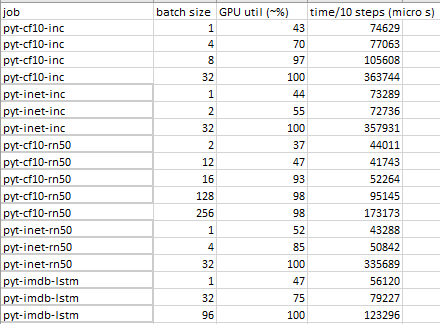 job batch size GPU util (~%) time/10 steps (micro s)
pyt-cf10-inc 1 43 74629
pyt-cf10-inc 4 70 77063
pyt-cf10-inc 8 97 105608
pyt-cf10-inc 32 100 363744
pyt-inet-inc 1 44 73289
pyt-inet-inc 2 55 72736
pyt-inet-inc 32 100 357931
pyt-cf10-rn50 2 37 44011
pyt-cf10-rn50 12 47 41743
pyt-cf10-rn50 16 93 52264
pyt-cf10-rn50 128 98 95145
pyt-cf10-rn50 256 98 173173
pyt-inet-rn50 1 52 43288
pyt-inet-rn50 4 85 50842
pyt-inet-rn50 32 100 335689
pyt-imdb-lstm 1 47 56120
pyt-imdb-lstm 32 75 79227
pyt-imdb-lstm 96 100 123296